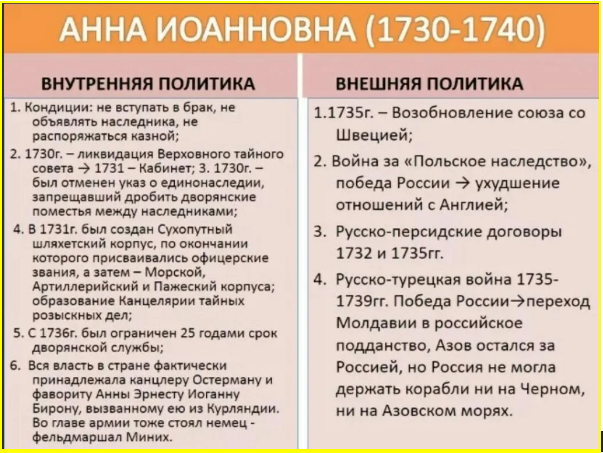 АННА ИОАННОВНА (1730-1740)
ВНУТРЕННЯЯ ПОЛИТИКА
1. Кондиции: не вступать в брак, не
объявлять наследника, не
распоряжаться казной;
2. 1730г. – ликвидация Верховного тайного
совета → 1731 – Кабинет; 3. 1730г. –
был отменен указ о единонаследии,
запрещавший дробить дворянские
поместья между наследниками;
4. В 1731г. был создан Сухопутный
шляхетский корпус, по окончании
которого присваивались офицерские
звания, а затем – Морской,
Артиллерийский и Пажеский корпуса;
образование Канцелярии тайных
розыскных дел;
5. С 1736г. был ограничен 25 годами срок
дворянской службы;
6. Вся власть в стране фактически
принадлежала канцлеру Остерману и
фавориту Анны Эрнесту Иоганну
Бирону, вызванному ею из Курляндии.
Во главе армии тоже стоял немец -
фельдмаршал Миних.
ВНЕШНЯЯ ПОЛИТИКА
1.1735г. – Возобновление союза со
Швецией;
2. Война за «Польское наследство»,
победа России → ухудшение
отношений с Англией;
3. Русско-персидские договоры
1732 и 1735гг.
4. Русско-турецкая война 1735-
1739гг. Победа России→переход
Молдавии в российское
подданство, Азов остался за
Россией, но Россия не могла
держать корабли ни на Черном,
ни на Азовском морях.